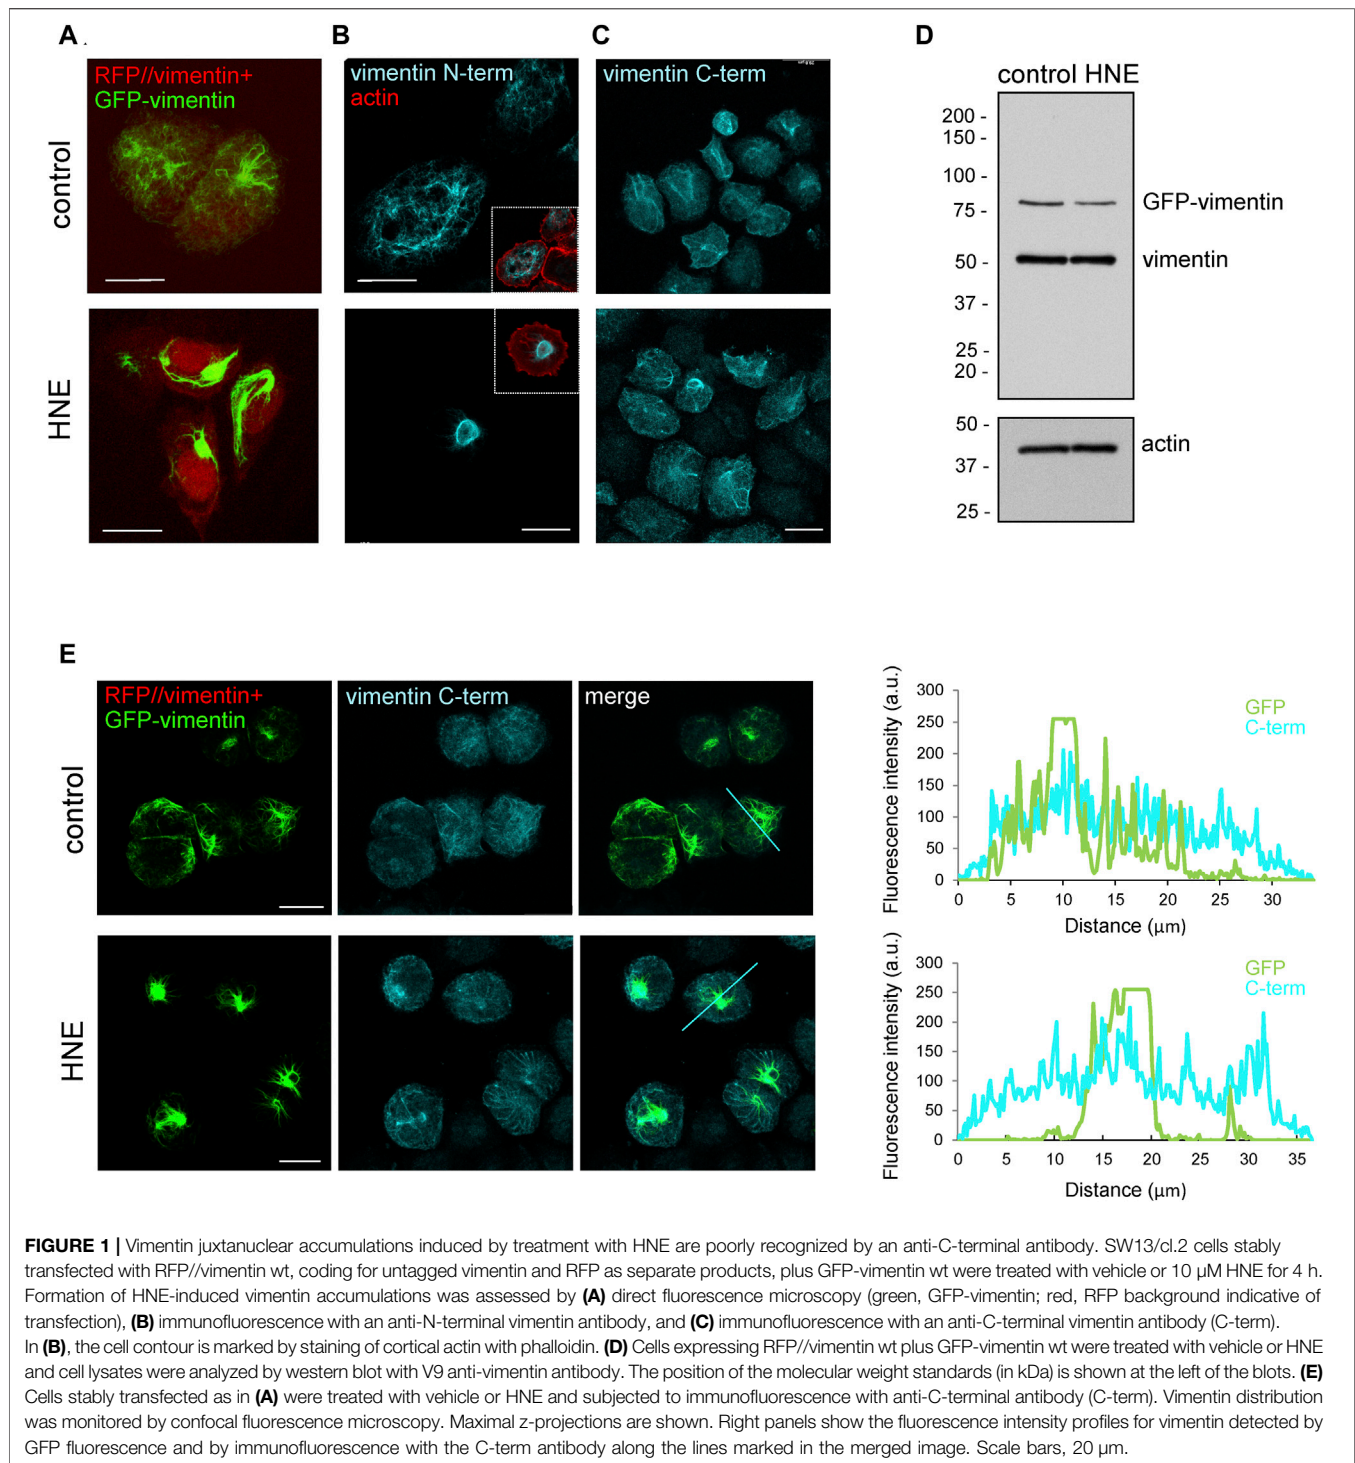 A
B
C
D
RFP//vimentin+
GFP-vimentin
vimentin N-term
actin
vimentin C-term
control
HNE
control HNE
200 -
150 -
100 -
75 -
50 -
37 -
25 -
20 -
GFP-vimentin
vimentin
50 -
37 -
25 -
actin
E
RFP//vimentin+
GFP-vimentin
vimentin C-term
merge
control
HNE
Fluorescence intensity (a.u.)
300
250
200
150
100
50
0
GFP
C-term
0 5 10 15 20 25 30
Distance (µm)
Fluorescence intensity (a.u.)
300
250
200
150
100
50
0
GFP
C-term
0 5 10 15 20 25 30 35
Distance (µm)
FIGURE 1 | Vimentin juxtanuclear accumulations induced by treatment with HNE are poorly recognized by an anti-C-terminal antibody. SW13/cl.2 cells stably
transfected with RFP//vimentin wt, coding for untagged vimentin and RFP as separate products, plus GFP-vimentin wt were treated with vehicle or 10 µM HNE for 4 h.
Formation of HNE-induced vimentin accumulations was assessed by (A) direct fluorescence microscopy (green, GFP-vimentin; red, RFP background indicative of
transfection), (B) immunofluorescence with an anti-N-terminal vimentin antibody, and (C) immunofluorescence with an anti-C-terminal vimentin antibody (C-term).
In (B), the cell contour is marked by staining of cortical actin with phalloidin. (D) Cells expressing RFP//vimentin wt plus GFP-vimentin wt were treated with vehicle or HNE
and cell lysates were analyzed by western blot with V9 anti-vimentin antibody. The position of the molecular weight standards (in kDa) is shown at the left of the blots. (E)
Cells stably transfected as in (A) were treated with vehicle or HNE and subjected to immunofluorescence with anti-C-terminal antibody (C-term). Vimentin distribution
was monitored by confocal fluorescence microscopy. Maximal z-projections are shown. Right panels show the fluorescence intensity profiles for vimentin detected by
GFP fluorescence and by immunofluorescence with the C-term antibody along the lines marked in the merged image. Scale bars, 20 µm.